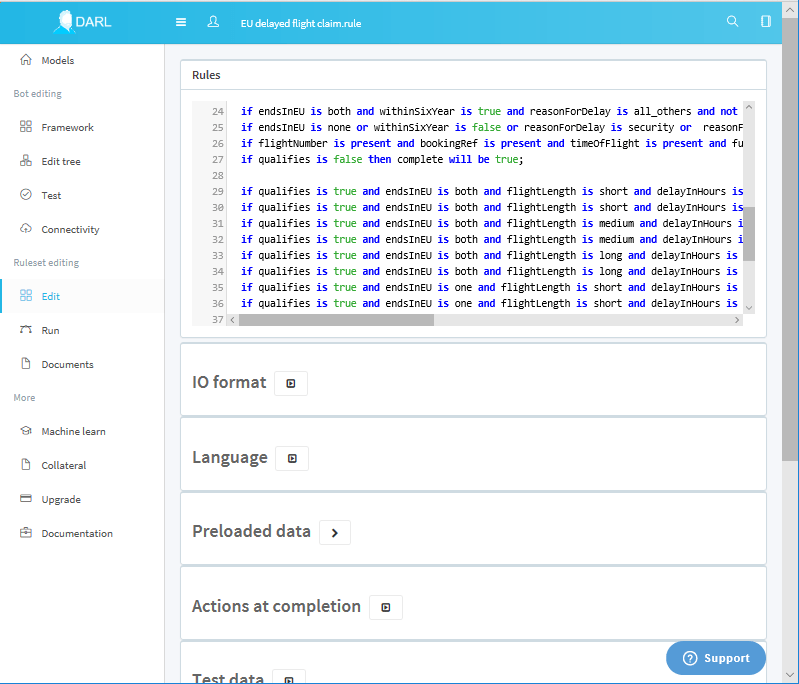 DARL
EU delayed flight claim.rule
Models
Bot editing
Framework
Edit tree
Test
Connectivity
Ruleset editing
Edit
Run
Documents
More
Machine learn
Collateral
Upgrade
Documentation
Rules
24 if endsInEU is both and withinSixYear is true and reasonForDelay is all_others and not
25 if endsInEU is none or withinSixYear is false or reasonForDelay is security or reasonF
26 if flightNumber is present and bookingRef is present and timeOfFlight is present and fu
27 if qualifies is false then complete will be true;
28
29 if qualifies is true and endsInEU is both and flightLength is short and delayInHours is
30 if qualifies is true and endsInEU is both and flightLength is short and delayInHours is
31 if qualifies is true and endsInEU is both and flightLength is medium and delayInHours i
32 if qualifies is true and endsInEU is both and flightLength is medium and delayInHours i
33 if qualifies is true and endsInEU is both and flightLength is long and delayInHours is
34 if qualifies is true and endsInEU is both and flightLength is long and delayInHours is
35 if qualifies is true and endsInEU is one and flightLength is short and delayInHours is
36 if qualifies is true and endsInEU is one and flightLength is short and delayInHours is
37
IO format
Language
Preloaded data
Actions at completion
Test data
Support